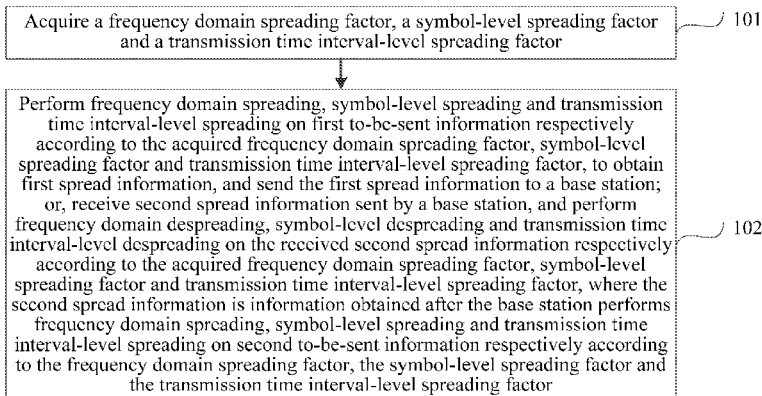 Acquire a frequency domain spreading factor, a symbol-level spreading factor
and a transmission time interval-level spreading factor
101
Perform frequency domain spreading, symbol-level spreading and transmission
time interval-level spreading on first to-be-sent information respectively
according to the acquired frequency domain spreading factor, symbol-level
spreading factor and transmission time interval-level spreading factor, to obtain
first spread information, and send the first spread information to a base station;
or, receive second spread information sent by a base station, and perform
frequency domain despreading, symbol-level despreading and transmission time
interval-level despreading on the received second spread information respectively
according to the acquired frequency domain spreading factor, symbol-level
spreading factor and transmission time interval-level spreading factor, where the
second spread information is information obtained after the base station performs
frequency domain spreading, symbol-level spreading and transmission time
interval-level spreading on second to-be-sent information respectively according
to the frequency domain spreading factor, the symbol-level spreading factor and
the transmission time interval-level spreading factor
102